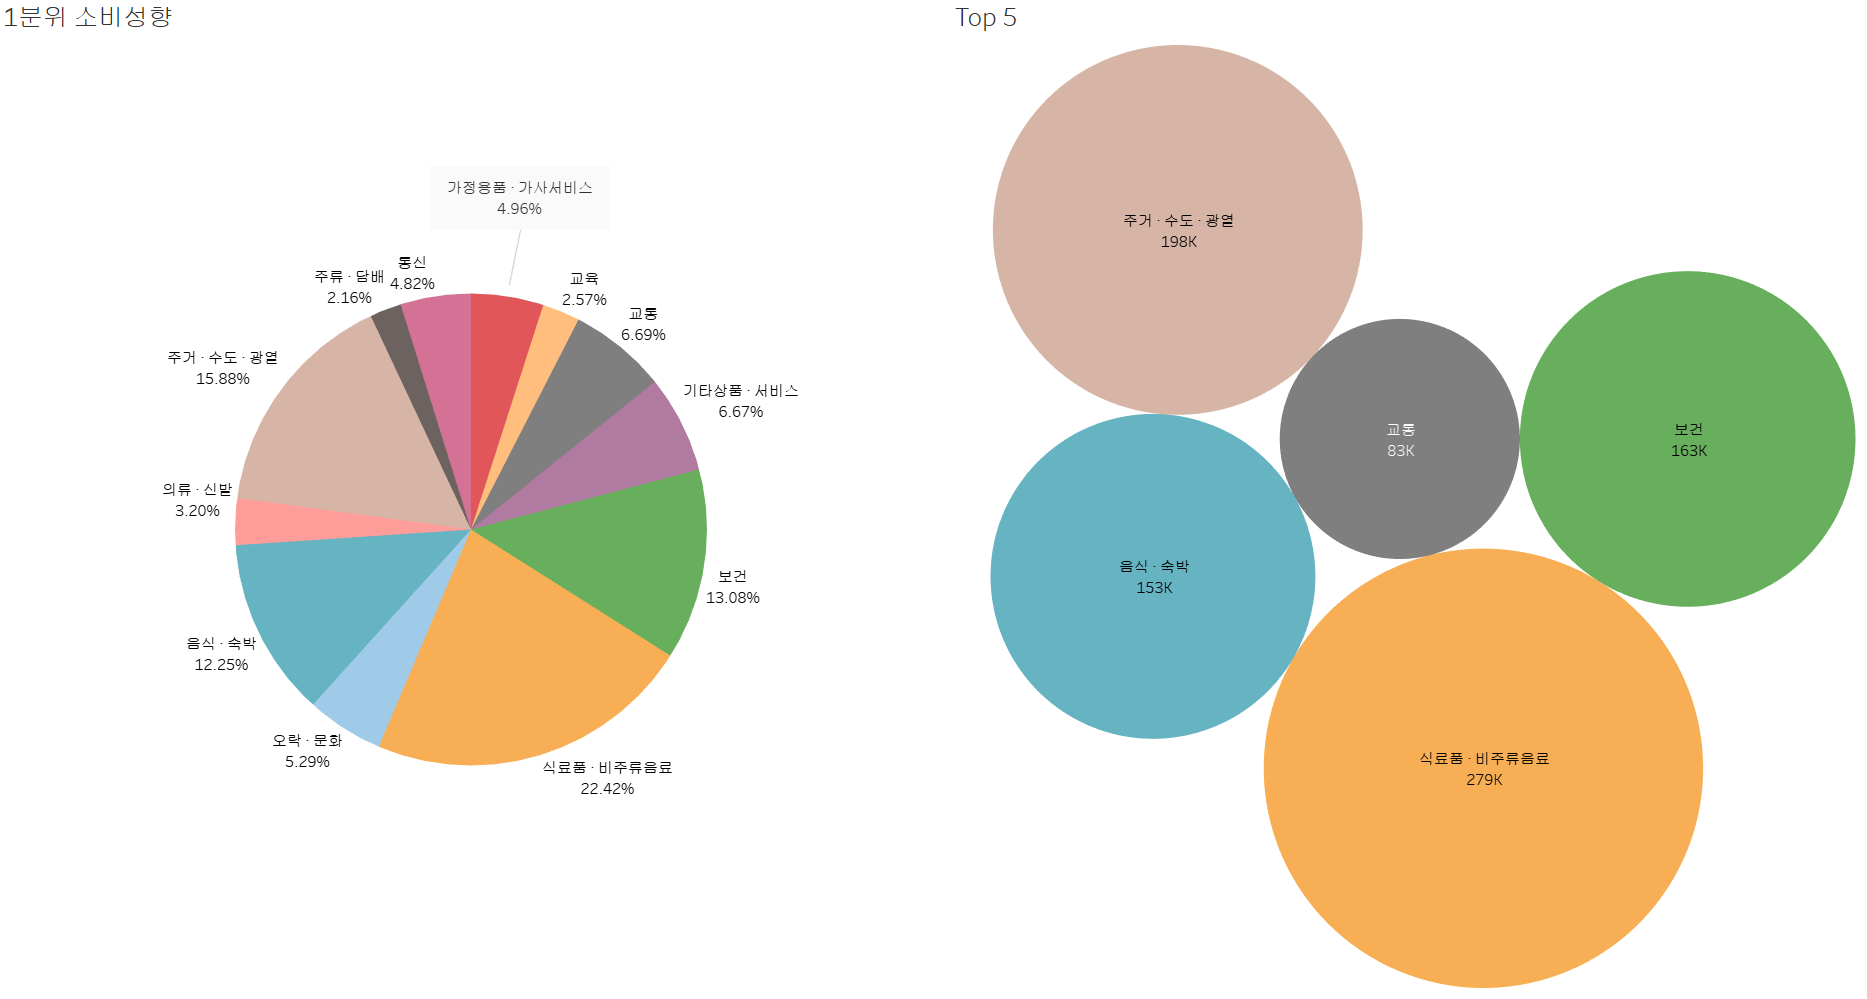 1분위 소비성향
가정용품 · 가사서비스
4.96%
통신
4.82%
주류 · 담배
2.16%
교육
2.57%
교통
6.69%
주거 · 수도 · 광열
15.88%
기타상품 · 서비스
6.67%
의류 · 신발
3.20%
보건
13.08%
음식 · 숙박
12.25%
오락 · 문화
5.29%
식료품 · 비주류음료
22.42%
Top 5
주거 · 수도 · 광열
198K
교통
83K
보건
163K
음식 · 숙박
153K
식료품 · 비주류음료
279K